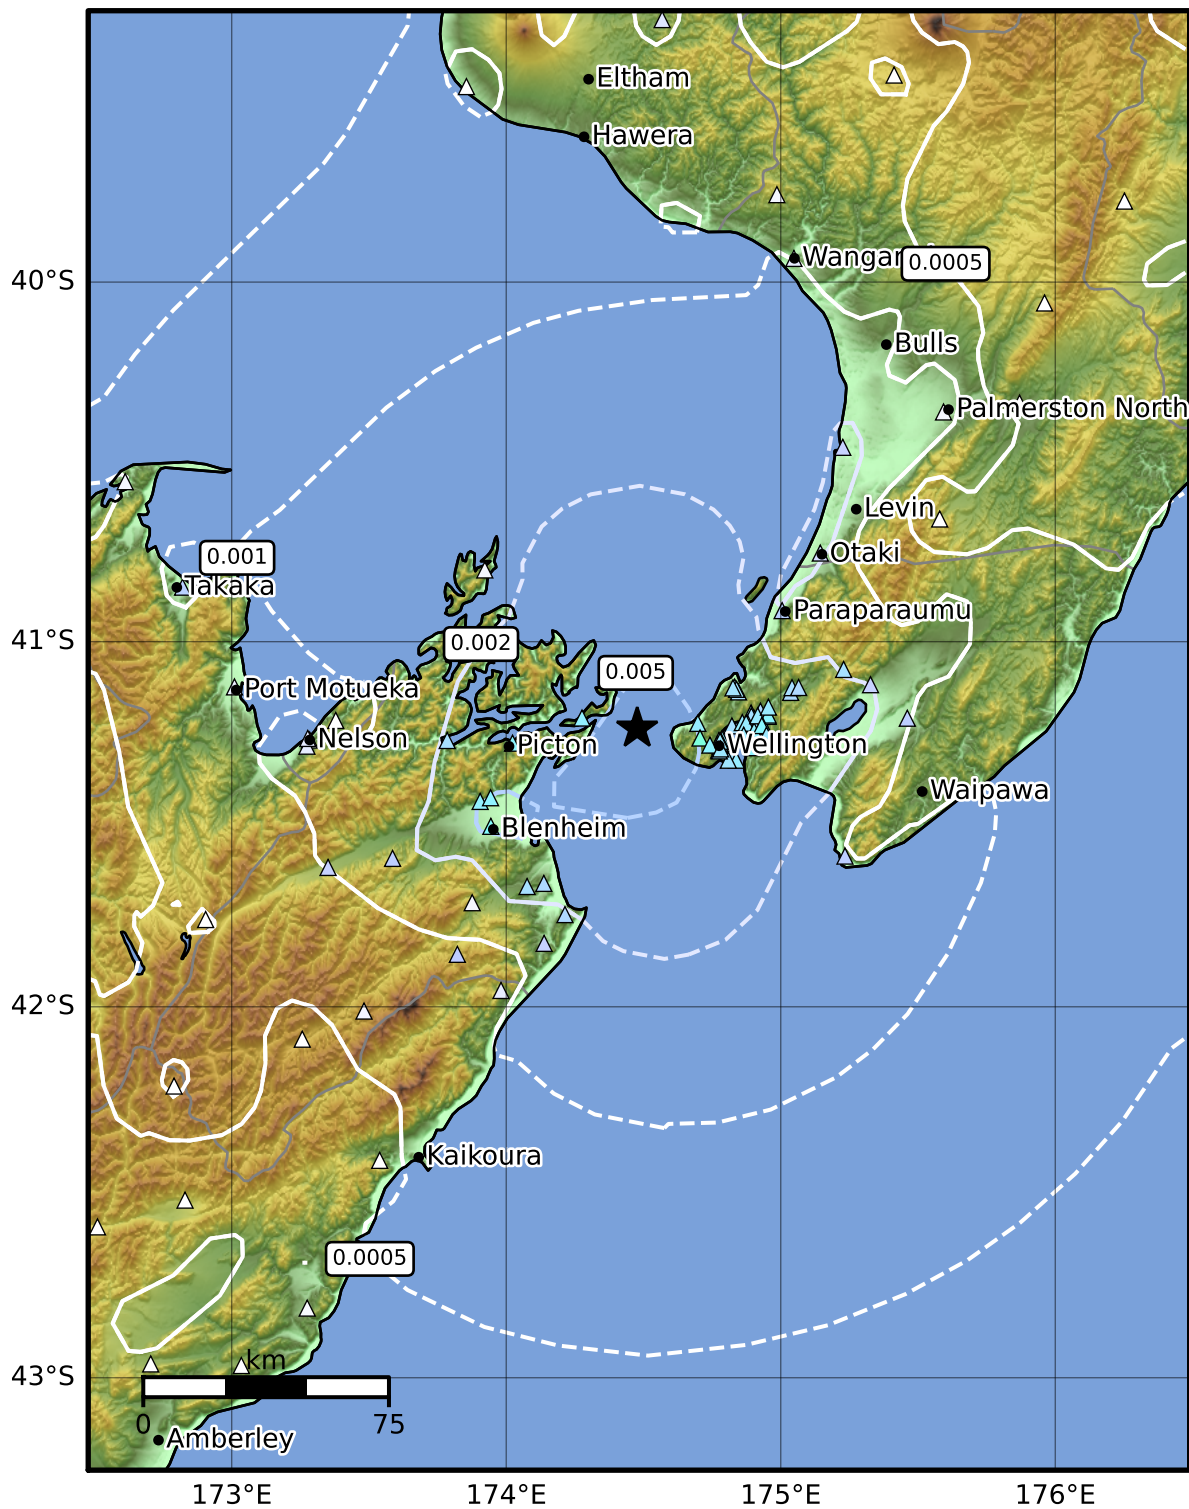 Eltham
Hawera
Wangar
0.0005
40°S
Bulls
Palmerston North
Levin
Otaki
0.001
Takaka
Paraparaumu
41°S
0.002
0.005
Port Motueka
Nelson
Picton
Wellington
Waipawa
Blenheim
42°S
Kaikoura
0.0005
km
43°S
0 75
Amberley
173°E 174°E 175°E 176°E